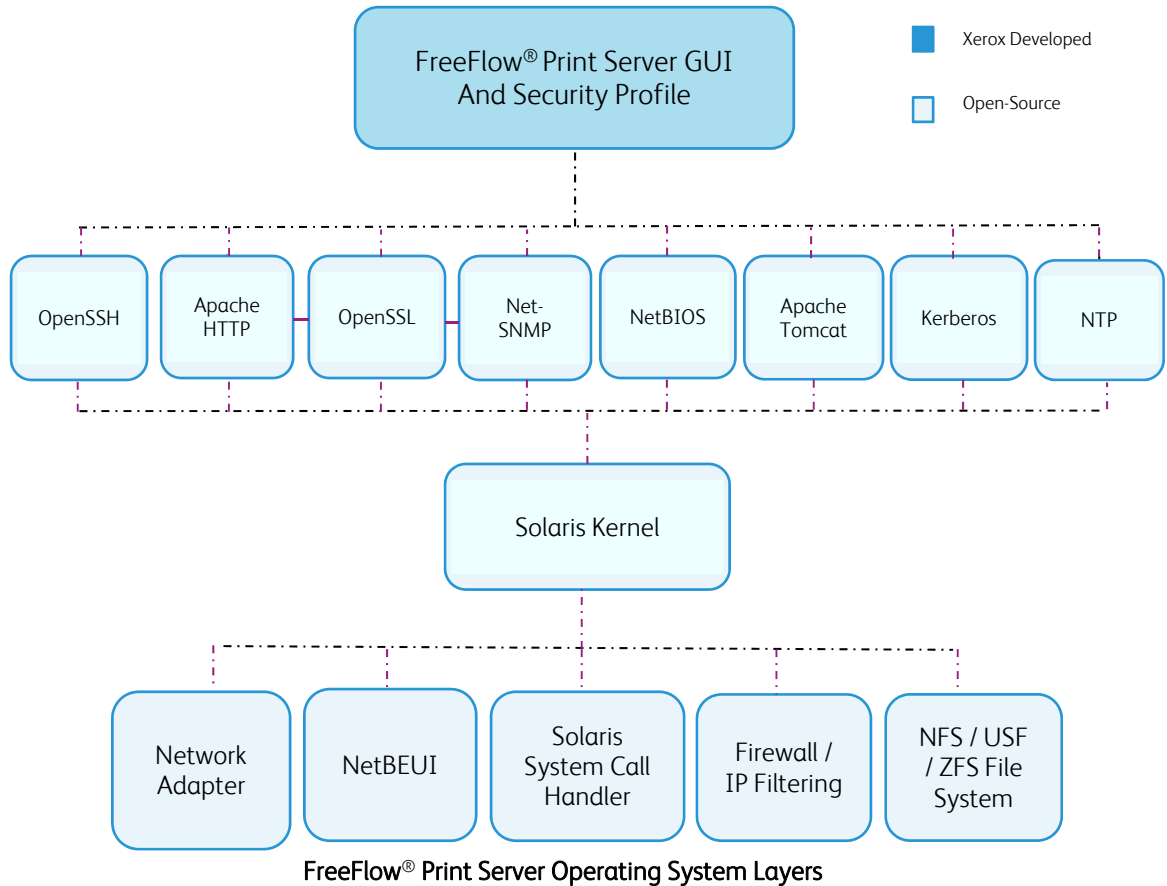 FreeFlow® Print Server GUI
And Security Profile
Xerox Developed
Open-Source
OpenSSH
Apache
HTTP
OpenSSL
Net-
SNMP
NetBIOS
Apache
Tomcat
Kerberos
NTP
Solaris Kernel
Network
Adapter
NetBEUI
Solaris
System Call
Handler
Firewall /
IP Filtering
NFS / USF
/ ZFS File
System
FreeFlow® Print Server Operating System Layers